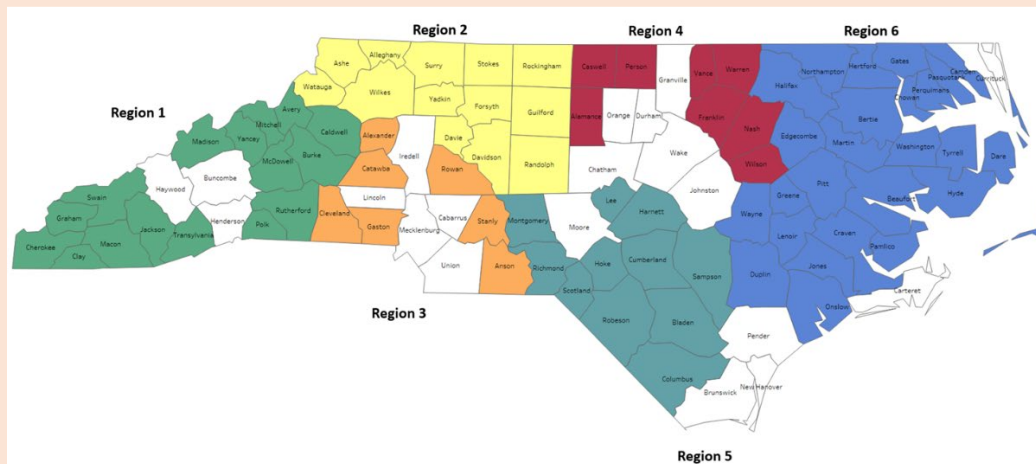 Region 1
Region 2
Region 3
Region 4
Region 5
Region 6
Cherokee
Graham
Swain
Clay
Macon
Jackson
Transylvania
Haywood
Madison
Buncombe
Henderson
Yancey
Mitchell
Avery
McDowell
Burke
Caldwell
Rutherford
Polk
Watauga
Ashe
Alleghany
Wilkes
Surry
Yadkin
Stokes
Forsyth
Davie
Davidson
Rockingham
Guilford
Randolph
Alexander
Catawba
Iredell
Rowan
Lincoln
Cleveland
Gaston
Mecklenburg
Cabarrus
Stanly
Union
Anson
Caswell
Person
Granville
Vance
Warren
Alamance
Orange
Durham
Franklin
Nash
Wilson
Wake
Chatham
Johnston
Montgomery
Moore
Lee
Harnett
Richmond
Scotland
Hoke
Cumberland
Sampson
Robeson
Bladen
Columbus
Brunswick
New Hanover
Pender
Halifax
Northampton
Hertford
Gates
Camden
Currituck
Pasquotank
Perquimans
Chowan
Bertie
Edgecombe
Martin
Washington
Tyrrell
Dara
Hyde
Beaufort
Pitt
Greene
Wayne
Lenoir
Craven
Pamlico
Jones
Duplin
Onslow
Carteret